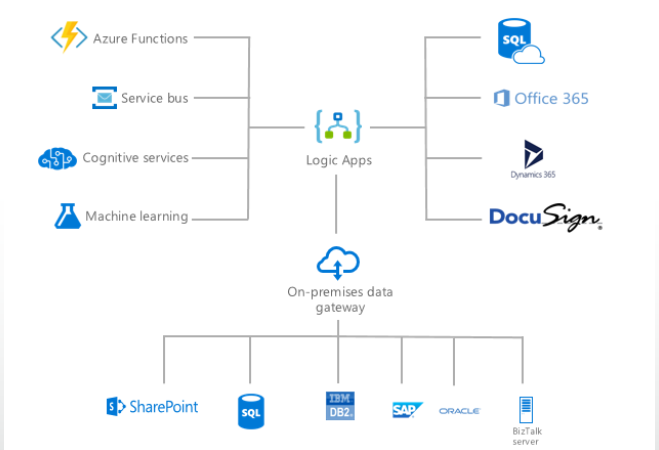 Azure Functions
SQL
Service bus
Office 365
Logic Apps
Cognitive services
Dynamics 365
Machine learning
DocuSign
On-premises data
gateway
SharePoint
SQL
IBM
DB2.
SAP
ORACLE
BizTalk
server